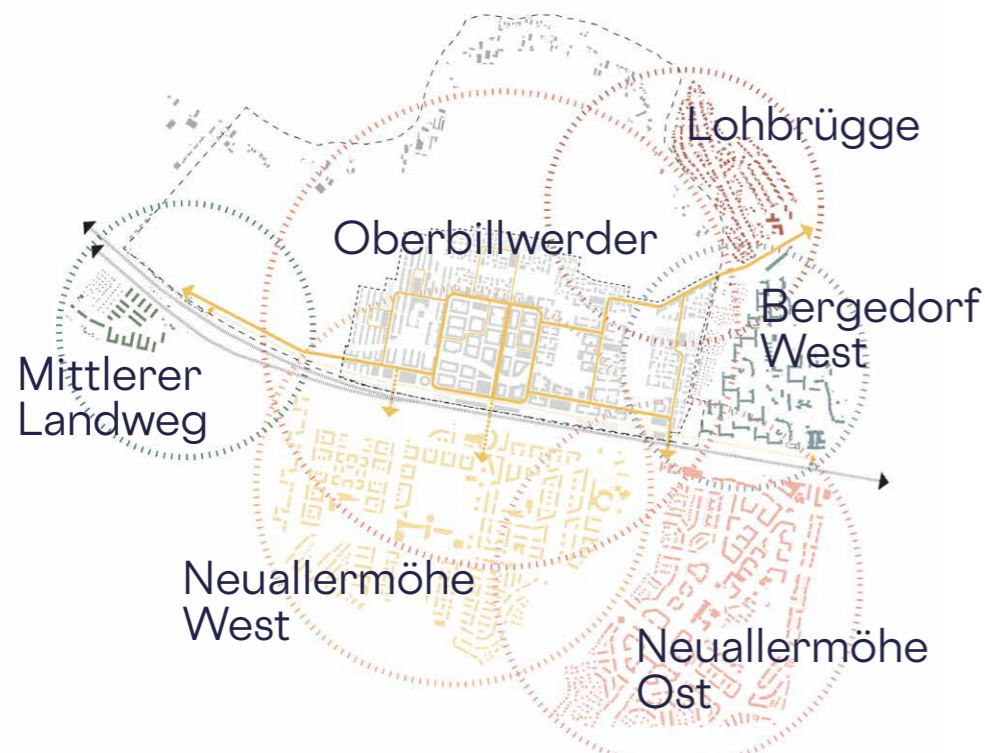 Lohbrügge
Oberbillwerder
Bergedorf
West
Mittlerer
Landweg
Neuallermöhe
West
Neuallermöhe
Ost